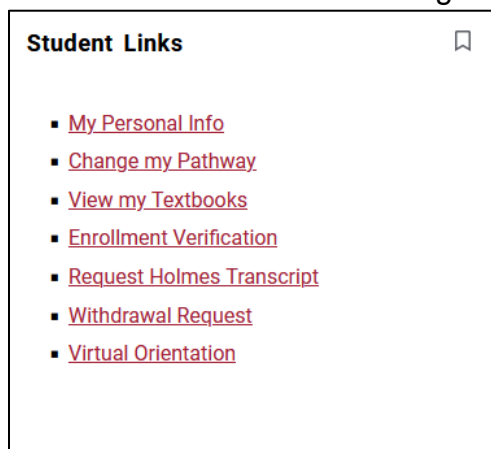 Student Links
My Personal Info
Change my Pathway
View my Textbooks
Enrollment Verification
Request Holmes Transcript
Withdrawal Request
Virtual Orientation